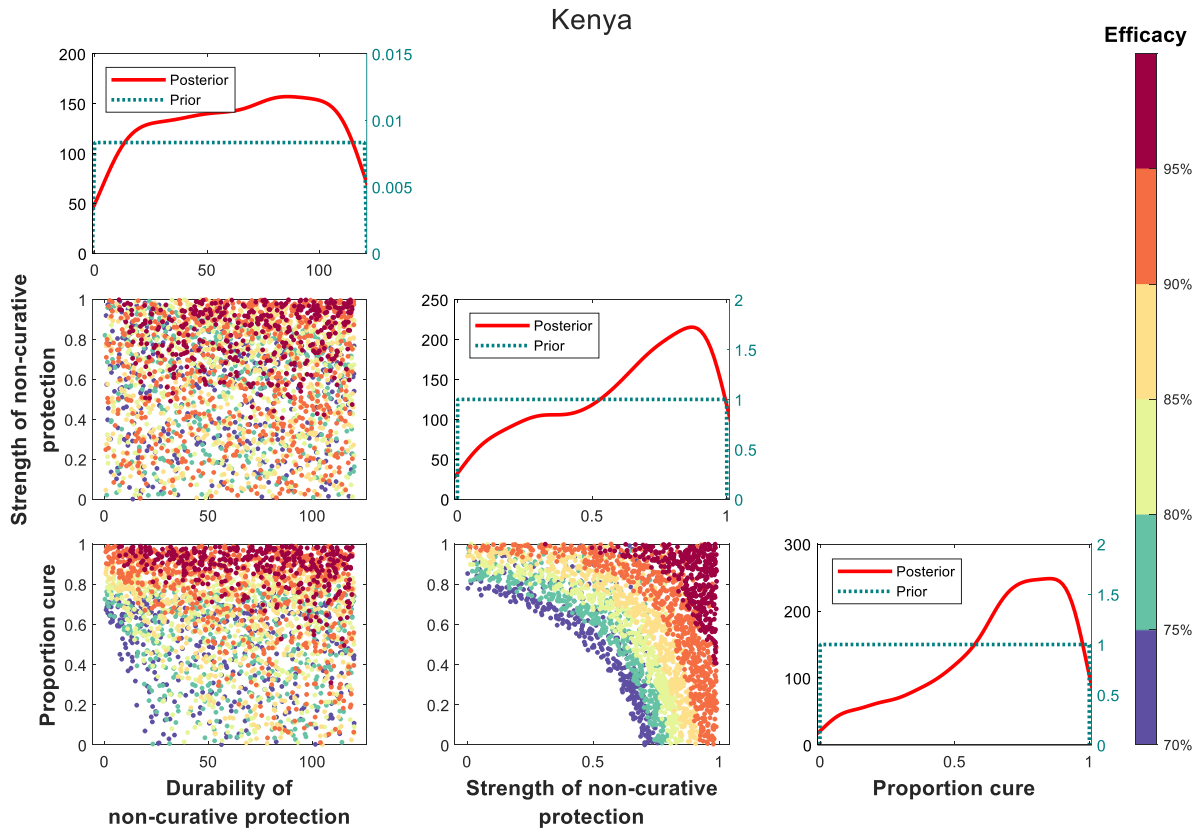 Kenya
Efficacy
200
150
100
50
0
0.015
0.01
0.005
0
Posterior
Prior
0 50 100
95%
90%
85%
80%
75%
70%
Strength of non-curative
protection
1
0.8
0.6
0.4
0.2
0
0 50 100
250
200
150
100
50
0
2
1.5
1
0.5
0
Posterior
Prior
0 0.5 1
Proportion cure
1
0.8
0.6
0.4
0.2
0
0 50 100
Durability of
non-curative protection
1
0.8
0.6
0.4
0.2
0
0 0.5 1
Strength of non-curative
protection
300
200
100
0
2
1.5
1
0.5
0
Posterior
Prior
0 0.5 1
Proportion cure